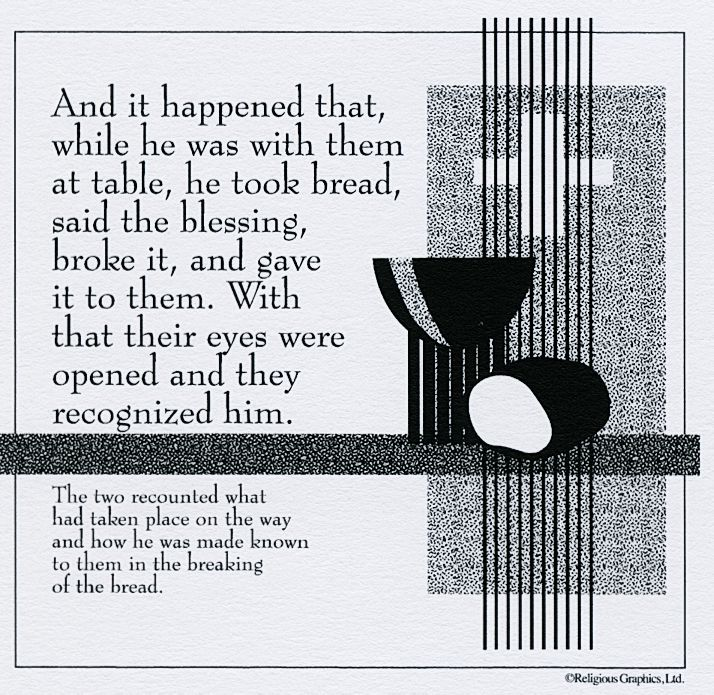 And it happened that,
while he was with them
at table, he took bread,
said the blessing,
broke it, and gave
it to them. With
that their eyes were
opened and they
recognized him.
The two recounted what
had taken place on the way
and how he was made known
to them in the breaking
of the bread.
©Religious Graphics, Ltd.